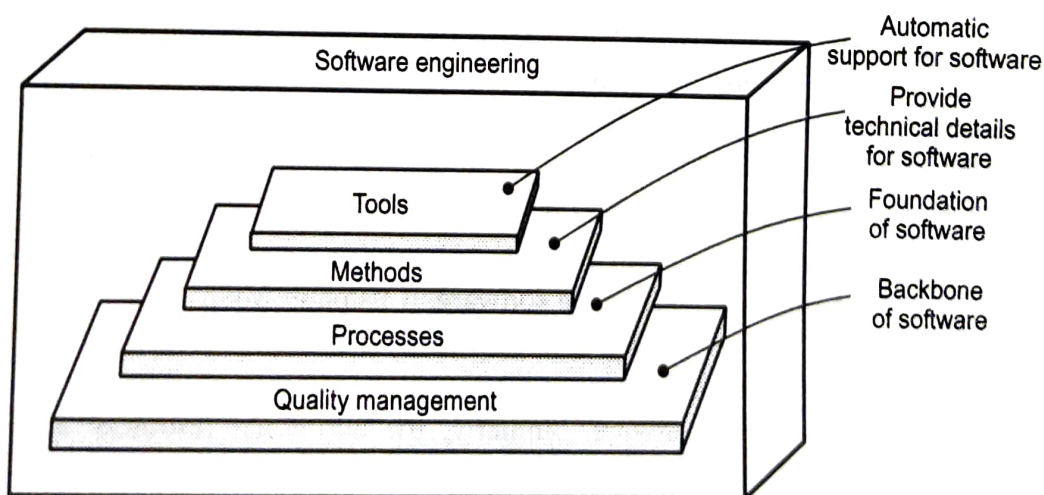 Software engineering
Automatic
support for software
Provide
technical details
for software
Tools
Foundation
of software
Methods
Backbone
of software
Processes
Quality management